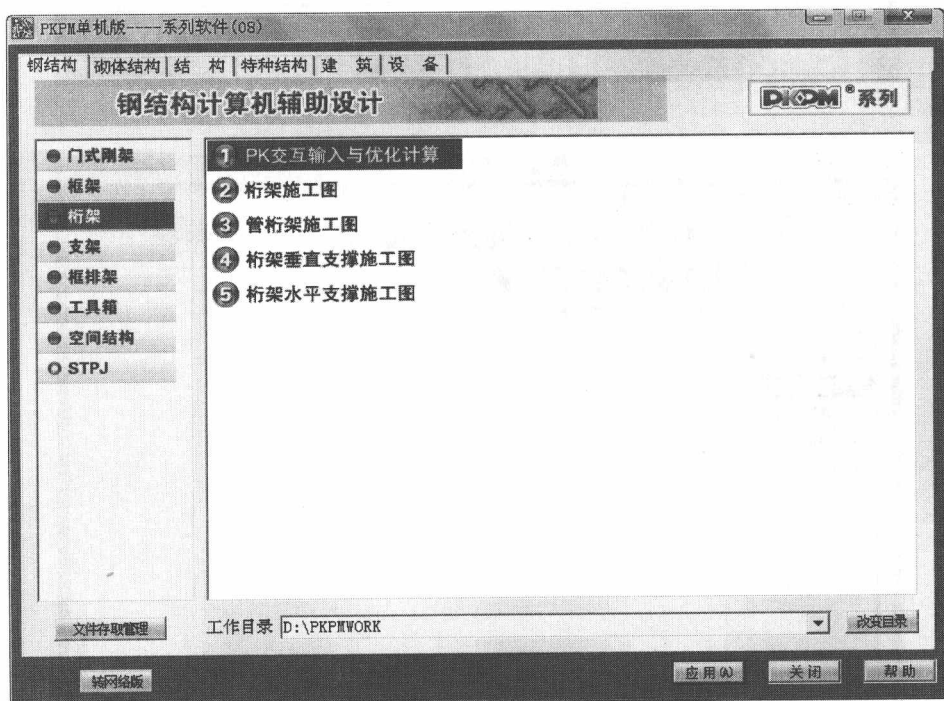 PKPM单机版----系列软件(08)
钢结构 | 砌体结构 | 结 构 | 特种结构 | 建 筑 | 设 备 |
钢结构计算机辅助设计
PKPM®系列
门式刚架
框架
桁架
支架
框排架
工具箱
空间结构
STPJ
1 PK交互输入与优化计算
2 桁架施工图
3 管桁架施工图
4 桁架垂直支撑施工图
5 桁架水平支撑施工图
文件存取管理
工作目录 D:\PKPMWORK
改变目录
转网络版
应用(A)
关闭
帮助